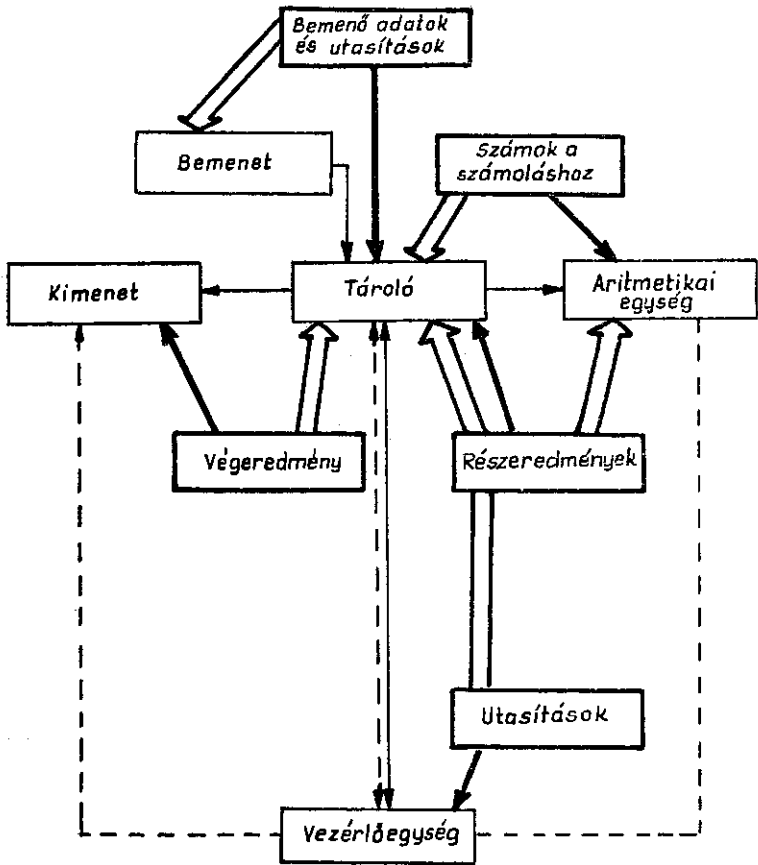 Bemenő adatok
és utasítások
Bemenet
Számok a
számoláshoz
Kimenet
Tároló
Aritmetikai
egység
Végeredmény
Részeredmények
Utasítások
Vezérlőegység